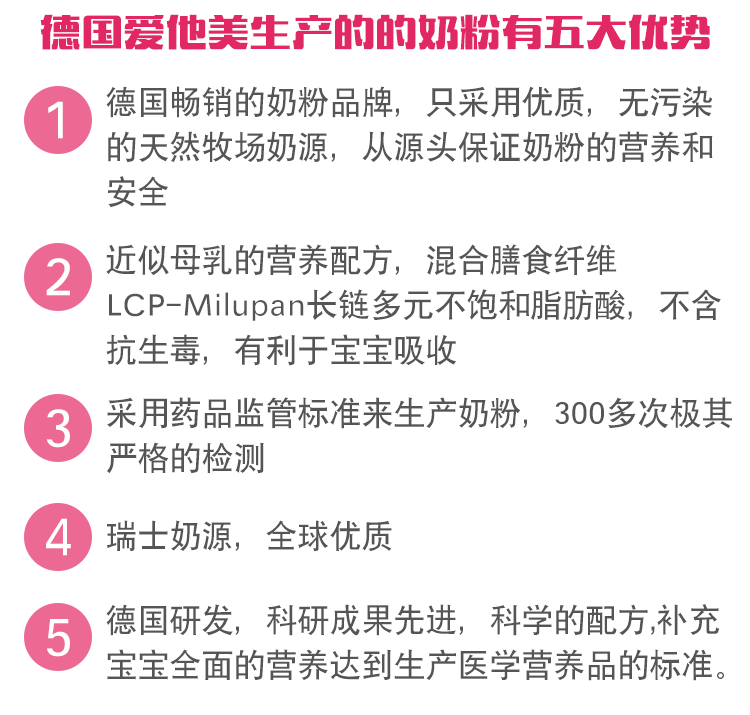 德国爱他美生产的的奶粉有五大优势
1
德国畅销的奶粉品牌，只采用优质，无污染
的天然牧场奶源，从源头保证奶粉的营养和
安全
2
近似母乳的营养配方，混合膳食纤维
LCP-Milupan长链多元不饱和脂肪酸，不含
抗生毒，有利于宝宝吸收
3
采用药品监管标准来生产奶粉，300多次极其
严格的检测
4
瑞士奶源，全球优质
5
德国研发，科研成果先进，科学的配方,补充
宝宝全面的营养达到生产医学营养品的标准。